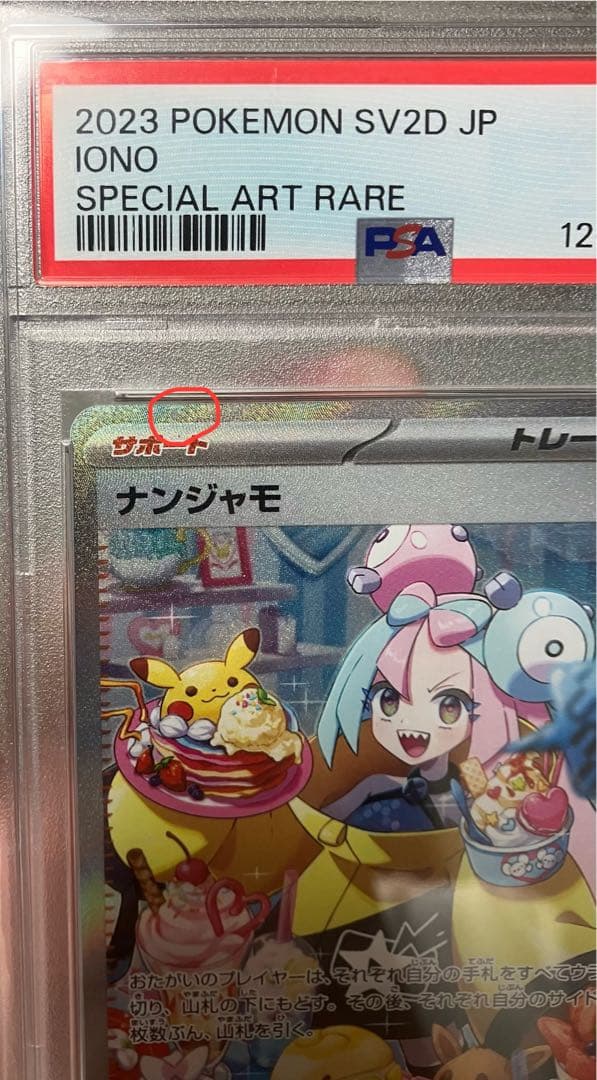 2023 POKEMON SV2D JP
IONO
SPECIAL ART RARE
PSA
12
サポート
トレー
ナンジャモ
おたがいのプレイヤーは、それぞれ自分の手札をすべてウラ
切り、山札の下にもどす。その後、それぞれ自分のサイド
枚数ぶん、山札を引く。